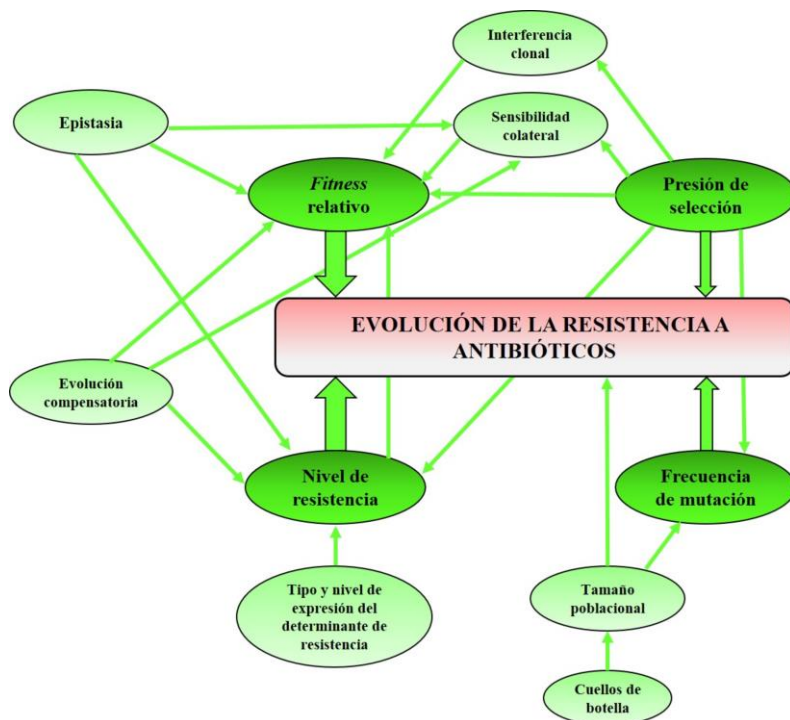 Interferencia
clonal
Epistasia
Sensibilidad
colateral
Fitness
relativo
Presión de
selección
EVOLUCIÓN DE LA RESISTENCIA A
ANTIBIÓTICOS
Evolución
compensatoria
Nivel de
resistencia
Frecuencia
de mutación
Tipo y nivel de
expresión del
determinante de
resistencia
Tamaño
poblacional
Cuellos de
botella